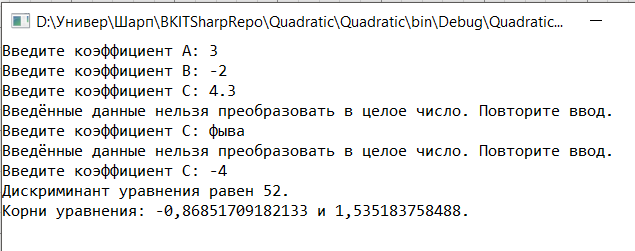 D:\Универ\Шарп\BKITSharpRepo\Quadratic\Quadratic\bin\Debug\Quadratic...
Введите коэффициент A: 3
Введите коэффициент B: -2
Введите коэффициент C: 4.3
Введённые данные нельзя преобразовать в целое число. Повторите ввод.
Введите коэффициент C: фыва
Введённые данные нельзя преобразовать в целое число. Повторите ввод.
Введите коэффициент C: -4
Дискриминант уравнения равен 52.
Корни уравнения: -0,86851709182133 и 1,535183758488.